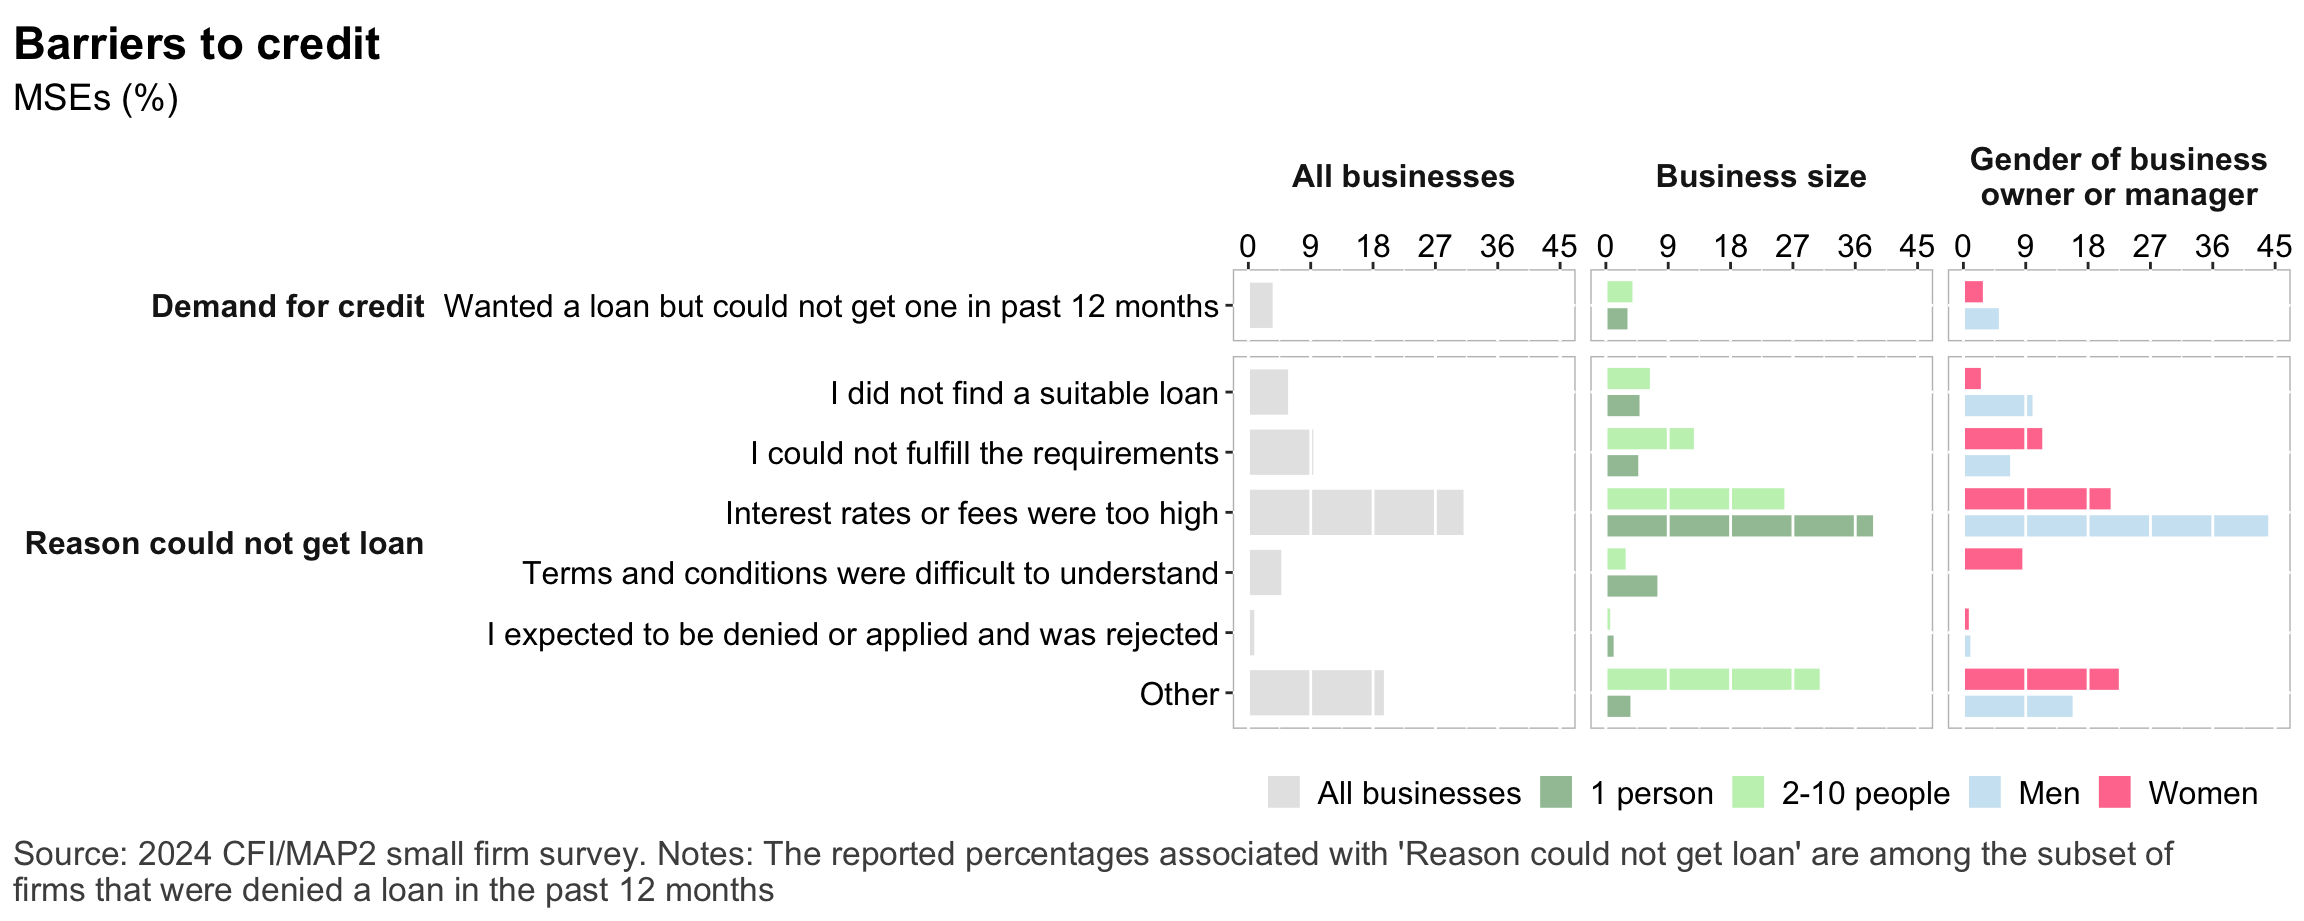 Barriers to credit
MSEs (%)
All businesses
Business size
Gender of business
owner or manager
0 9 18 27 36 45
0 9 18 27 36 45
0 9 18 27 36 45
Demand for credit
Wanted a loan but could not get one in past 12 months
Reason could not get loan
I did not find a suitable loan
I could not fulfill the requirements
Interest rates or fees were too high
Terms and conditions were difficult to understand
I expected to be denied or applied and was rejected
Other
All businesses 1 person 2-10 people Men Women
Source: 2024 CFI/MAP2 small firm survey. Notes: The reported percentages associated with 'Reason could not get loan' are among the subset of
firms that were denied a loan in the past 12 months